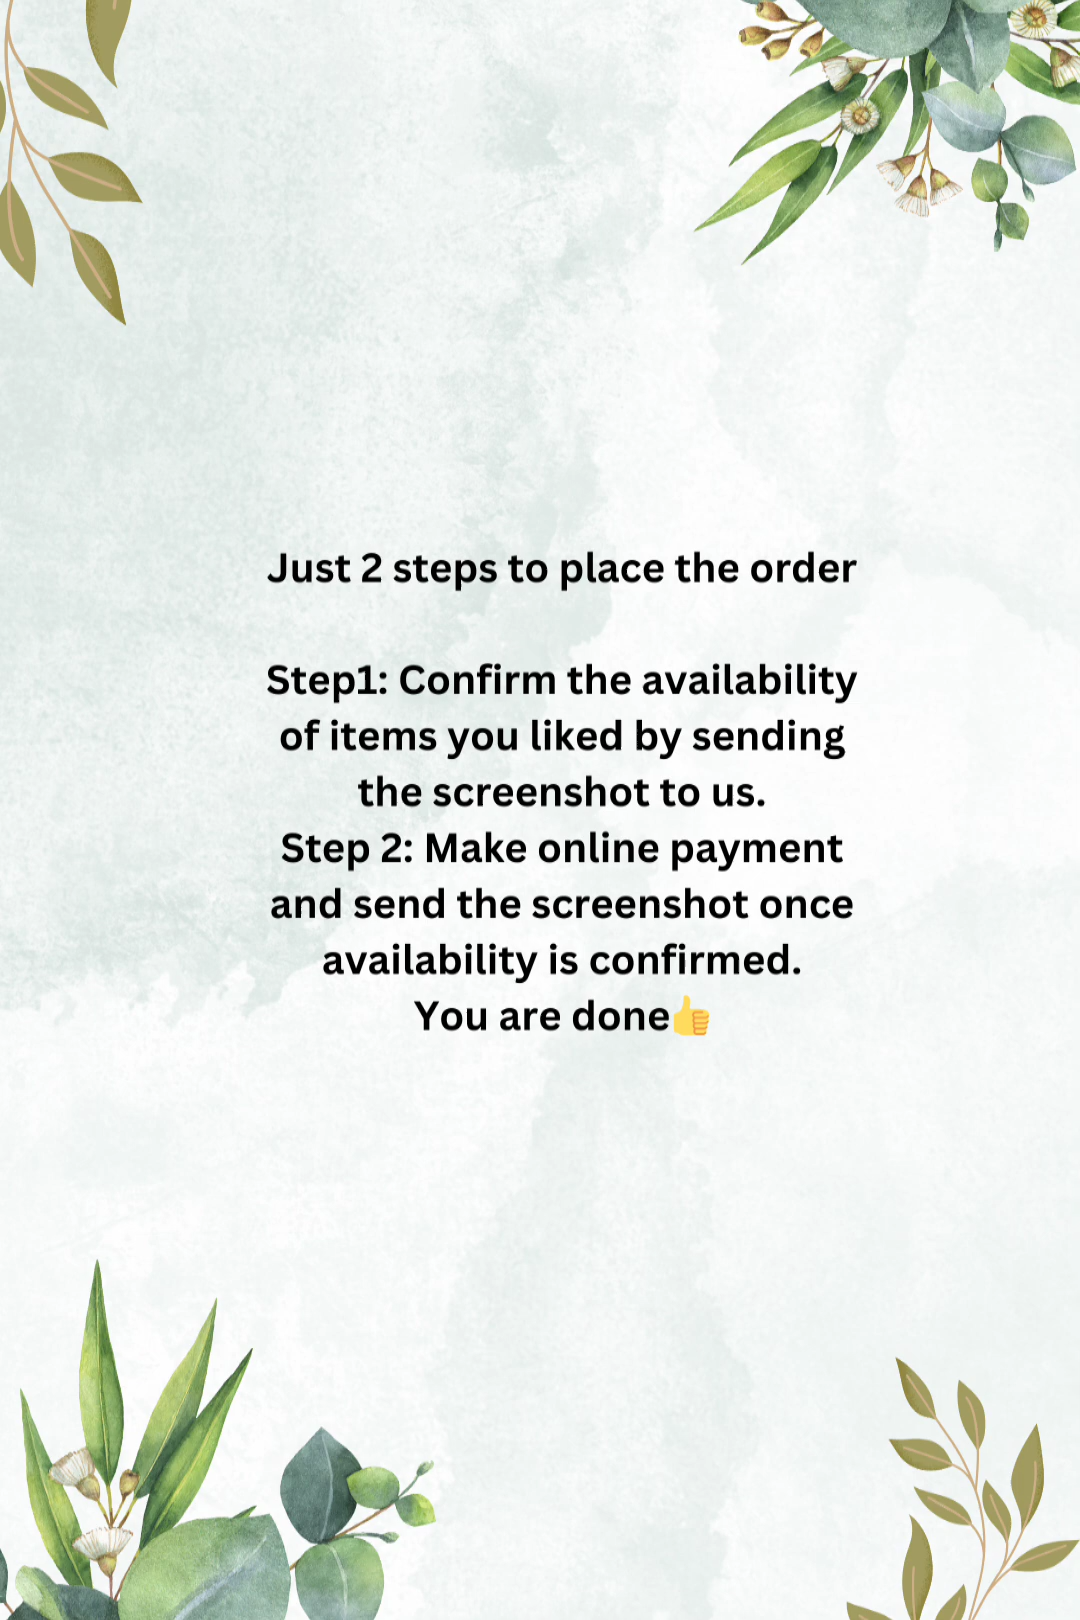 Just 2 steps to place the order
Step1: Confirm the availability
of items you liked by sending
the screenshot to us.
Step 2: Make online payment
and send the screenshot once
availability is confirmed.
You are done👍